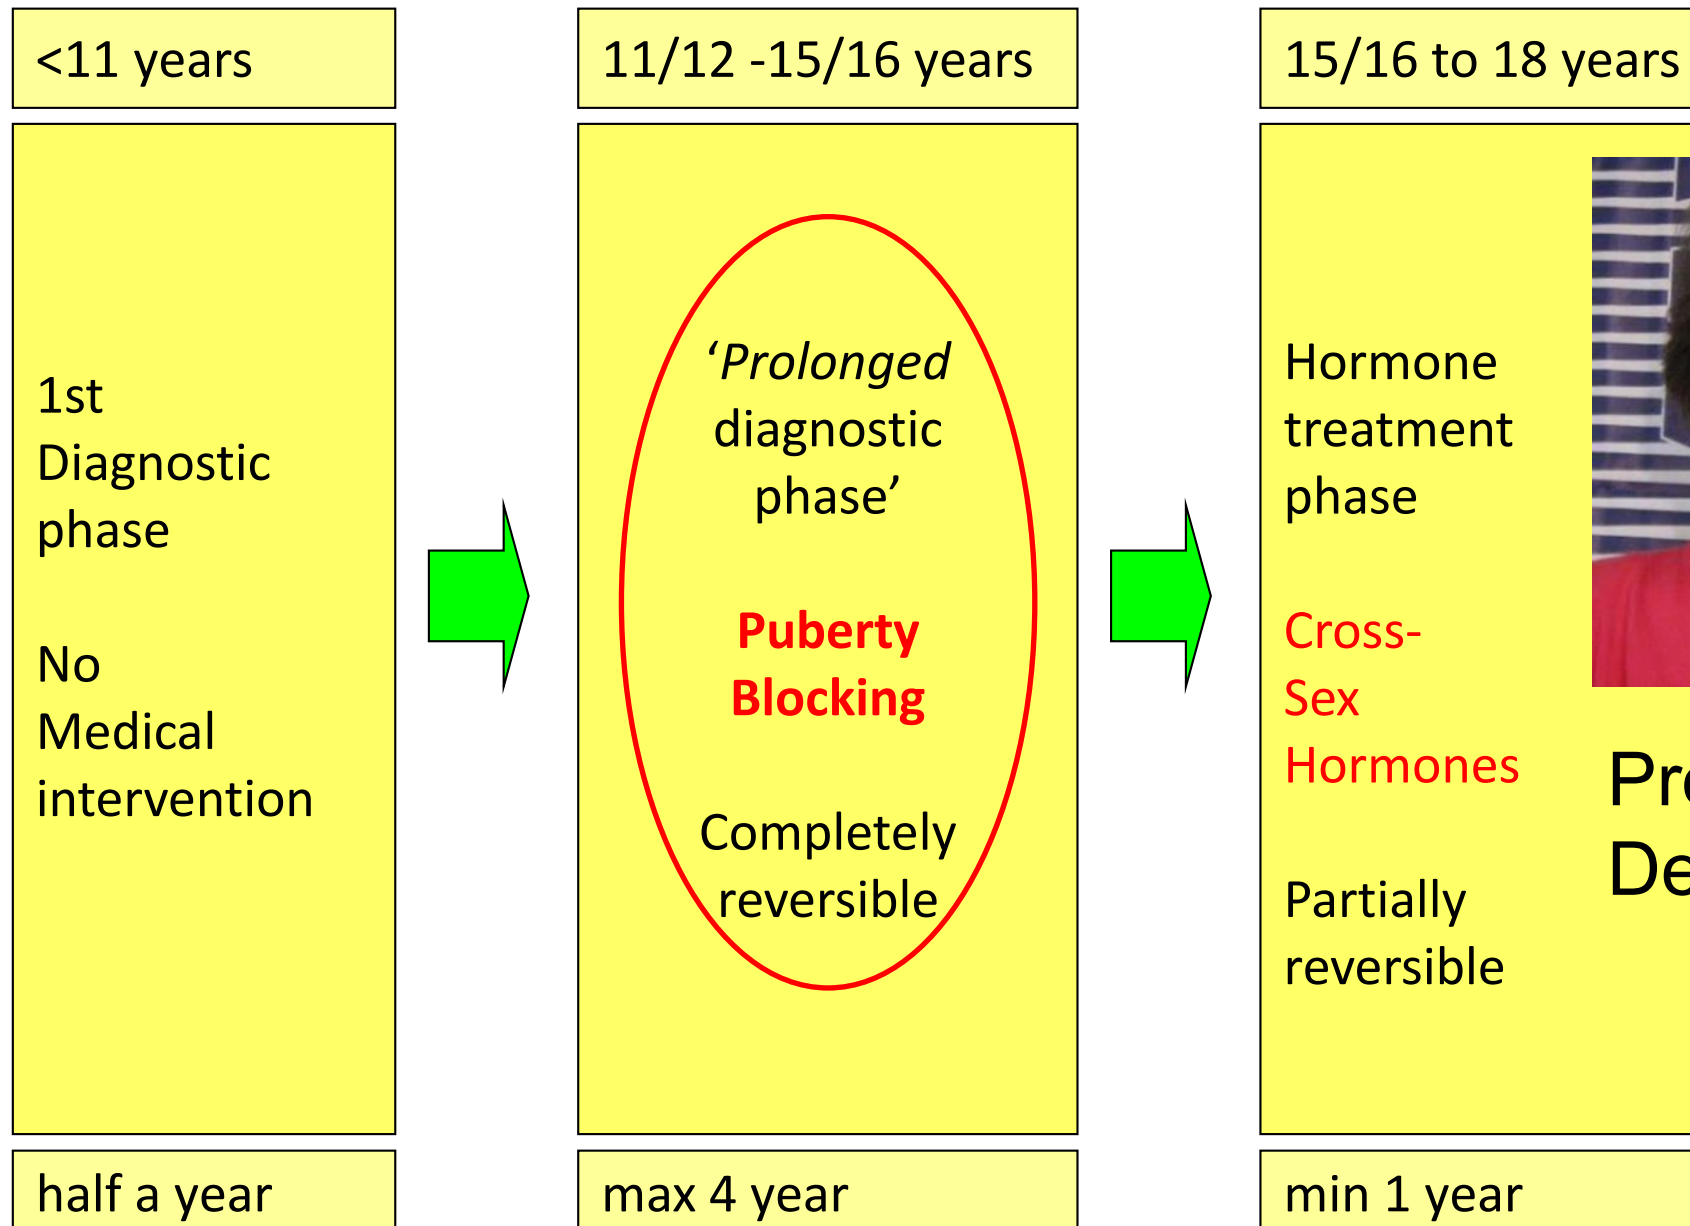 <11 years
11/12 -15/16 years
15/16 to 18 years
1st
Diagnostic
phase
No
Medical
intervention
‘Prolonged
diagnostic
phase’
Puberty
Blocking
Completely
reversible
Hormone
treatment
phase
Cross-
Sex
Hormones
Partially
reversible
half a year
max 4 year
min 1 year